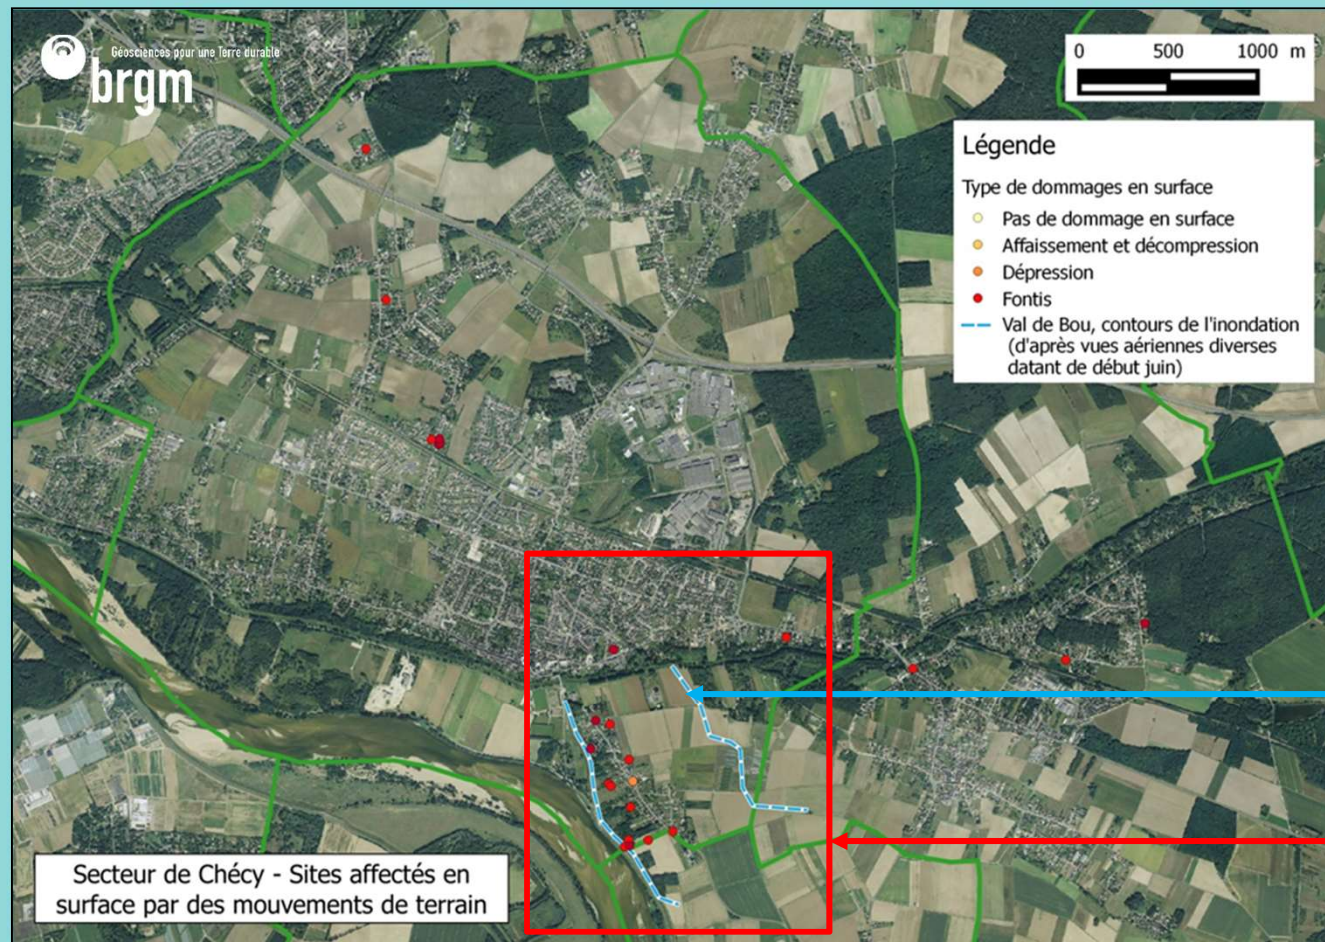 Géosciences pour une Terre durable
brgm
0 500 1000 m
Légende
Type de dommages en surface
Pas de dommage en surface
Affaissement et décompression
Dépression
Fontis
Val de Bou, contours de l'inondation
(d'après vues aériennes diverses
datant de début juin)
Secteur de Chécy - Sites affectés en
surface par des mouvements de terrain